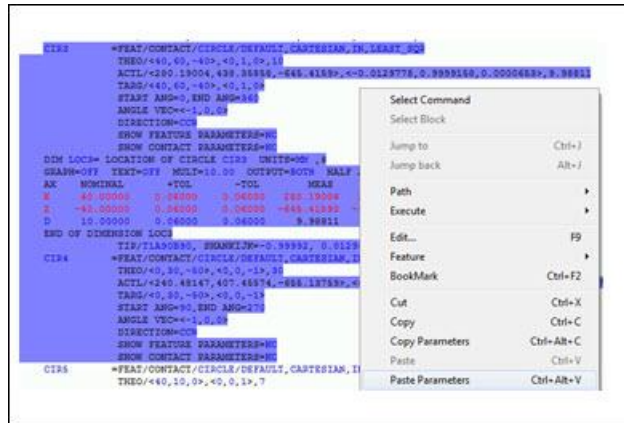 CIR3 =FEAT/CONTACT/CIRCLE/DEFAULT,CARTESIAN,IN,LEAST_SQR
THEO/<40,60,-40>,<0,1,0>,10
ACTL/<280.19004,438.35858,-645.4159>,<-0.0129778,0.9999158,0.0000653>,9.98811
TARG/<40,60,-40>,<0,1,0>
START ANG=0,END ANG=360
ANGLE VEC=<-1,0,0>
DIRECTION=CCW
SHOW FEATURE PARAMETERS=NO
SHOW CONTACT PARAMETERS=NO
DIM LOC3= LOCATION OF CIRCLE CIR3 UNITS=MM ,$
GRAPH=OFF TEXT=OFF MULT=10.00 OUTPUT=BOTH HALF
AX NOMINAL +TOL -TOL MEAS
X 40.00000 0.06000 0.06000 280.19004
Z -40.00000 0.06000 0.06000 -645.41590
D 10.00000 0.06000 0.06000 9.98811
END OF DIMENSION LOC3
TIP/T1A90B90, SHANKIJK=-0.99992, 0.0129
CIR4 =FEAT/CONTACT/CIRCLE/DEFAULT,CARTESIAN,IN
THEO/<0,30,-50>,<0,0,-1>,30
ACTL/<240.48147,407.45574,-655.13753>,<
TARG/<0,30,-50>,<0,0,-1>
START ANG=90,END ANG=270
ANGLE VEC=<-1,0,0>
DIRECTION=CCW
SHOW FEATURE PARAMETERS=NO
SHOW CONTACT PARAMETERS=NO
CIR5 =FEAT/CONTACT/CIRCLE/DEFAULT,CARTESIAN,IN
THEO/<40,10,0>,<0,0,1>,7
Select Command
Select Block
Jump to Ctrl+J
Jump back Alt+J
Path
Execute
Edit... F9
Feature
BookMark Ctrl+F2
Cut Ctrl+X
Copy Ctrl+C
Copy Parameters Ctrl+Alt+C
Paste Ctrl+V
Paste Parameters Ctrl+Alt+V